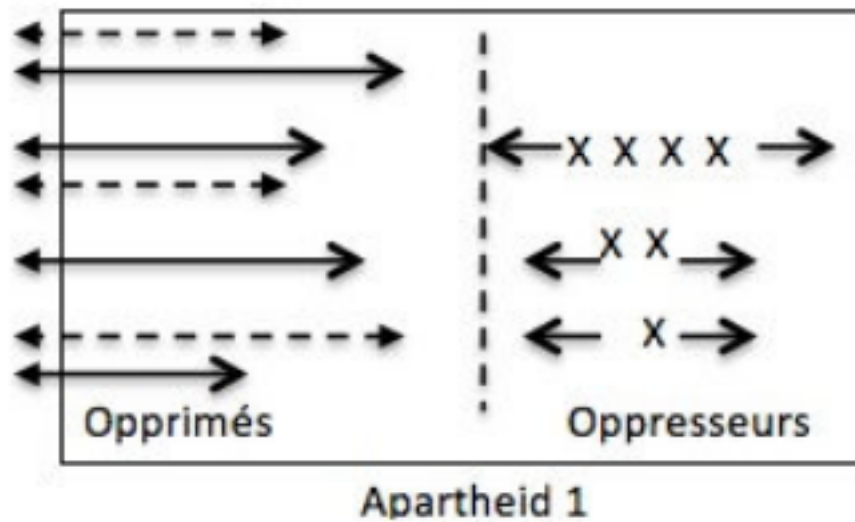 X X X X
X X
X
Opprimés Oppresseurs
Apartheid 1